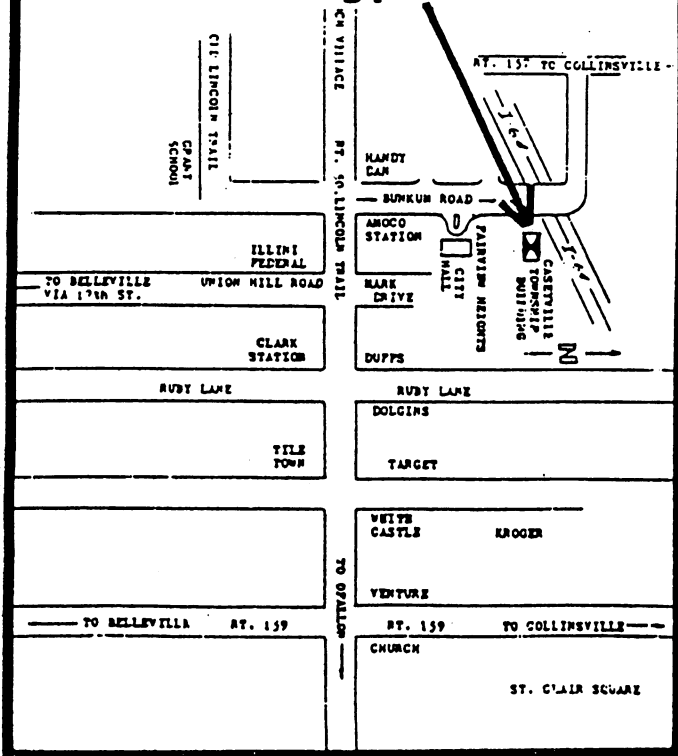 CH VILLAGE
RT. 157 TO COLLINSVILLE
LINCOLN TRAIL
GRANT
SCHOOL
RT. 50. LINCOLN TRAIL
I-64
HANDY
BUNKUM ROAD
AMOCO
STATION
CITY
HALL
FAIRVIEW HEIGHTS
CASEYVILLE
TOWNSHIP
BUILDING
I-64
ILLINI
FEDERAL
TO BELLEVILLE
VIA 17th ST.
UNION HILL ROAD
MARK
DRIVE
N
CLARK
STATION
DUFFS
RUBY LANE
RUBY LANE
DOLGINS
TILE
TOWN
TARGET
WHITE
CASTLE
KROGER
TO OFALLON
VENTURE
TO BELLEVILLE
RT. 159
RT. 159
TO COLLINSVILLE
CHURCH
ST. CLAIR SQUARE